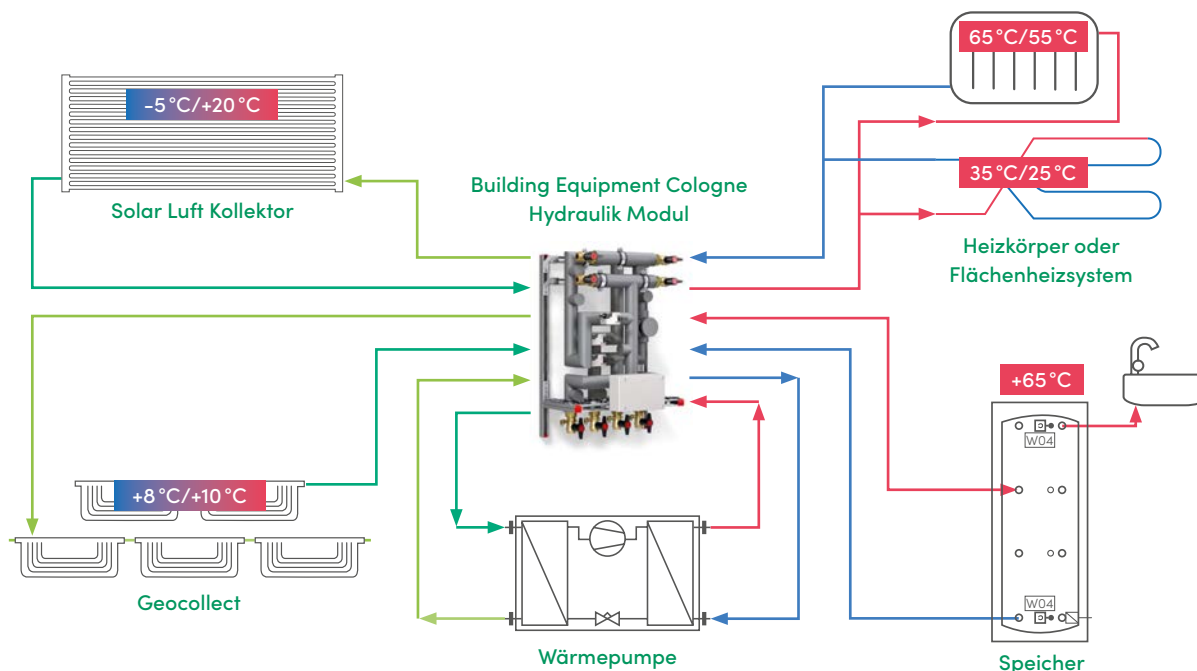 65 °C/55 °C
-5 °C/+20 °C
Building Equipment Cologne
Hydraulik Modul
35 °C/25 °C
Solar Luft Kollektor
Heizkörper oder
Flächenheizsystem
+65 °C
W04
+8 °C/+10 °C
Geocollect
W04
Wärmepumpe
Speicher